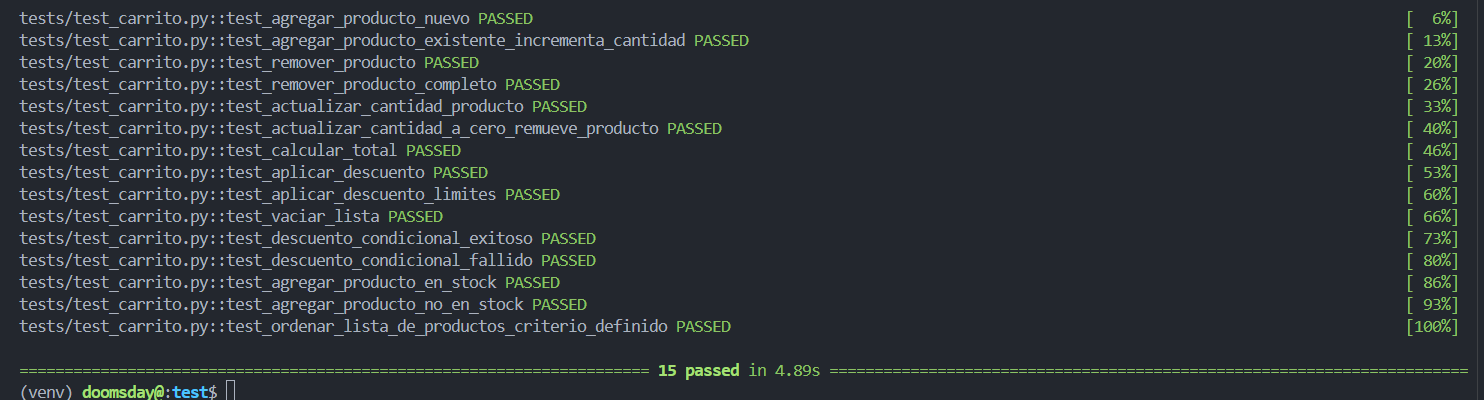 tests/test_carrito.py::test_agregar_producto_nuevo PASSED [  6%]
tests/test_carrito.py::test_agregar_producto_existente_incrementa_cantidad PASSED [ 13%]
tests/test_carrito.py::test_remover_producto PASSED [ 20%]
tests/test_carrito.py::test_remover_producto_completo PASSED [ 26%]
tests/test_carrito.py::test_actualizar_cantidad_producto PASSED [ 33%]
tests/test_carrito.py::test_actualizar_cantidad_a_cero_remueve_producto PASSED [ 40%]
tests/test_carrito.py::test_calcular_total PASSED [ 46%]
tests/test_carrito.py::test_aplicar_descuento PASSED [ 53%]
tests/test_carrito.py::test_aplicar_descuento_limites PASSED [ 60%]
tests/test_carrito.py::test_vaciar_lista PASSED [ 66%]
tests/test_carrito.py::test_descuento_condicional_exitoso PASSED [ 73%]
tests/test_carrito.py::test_descuento_condicional_fallido PASSED [ 80%]
tests/test_carrito.py::test_agregar_producto_en_stock PASSED [ 86%]
tests/test_carrito.py::test_agregar_producto_no_en_stock PASSED [ 93%]
tests/test_carrito.py::test_ordenar_lista_de_productos_criterio_definido PASSED [100%]
====================================================================== 15 passed in 4.89s =======================================================================
(venv) doomsday@:test$